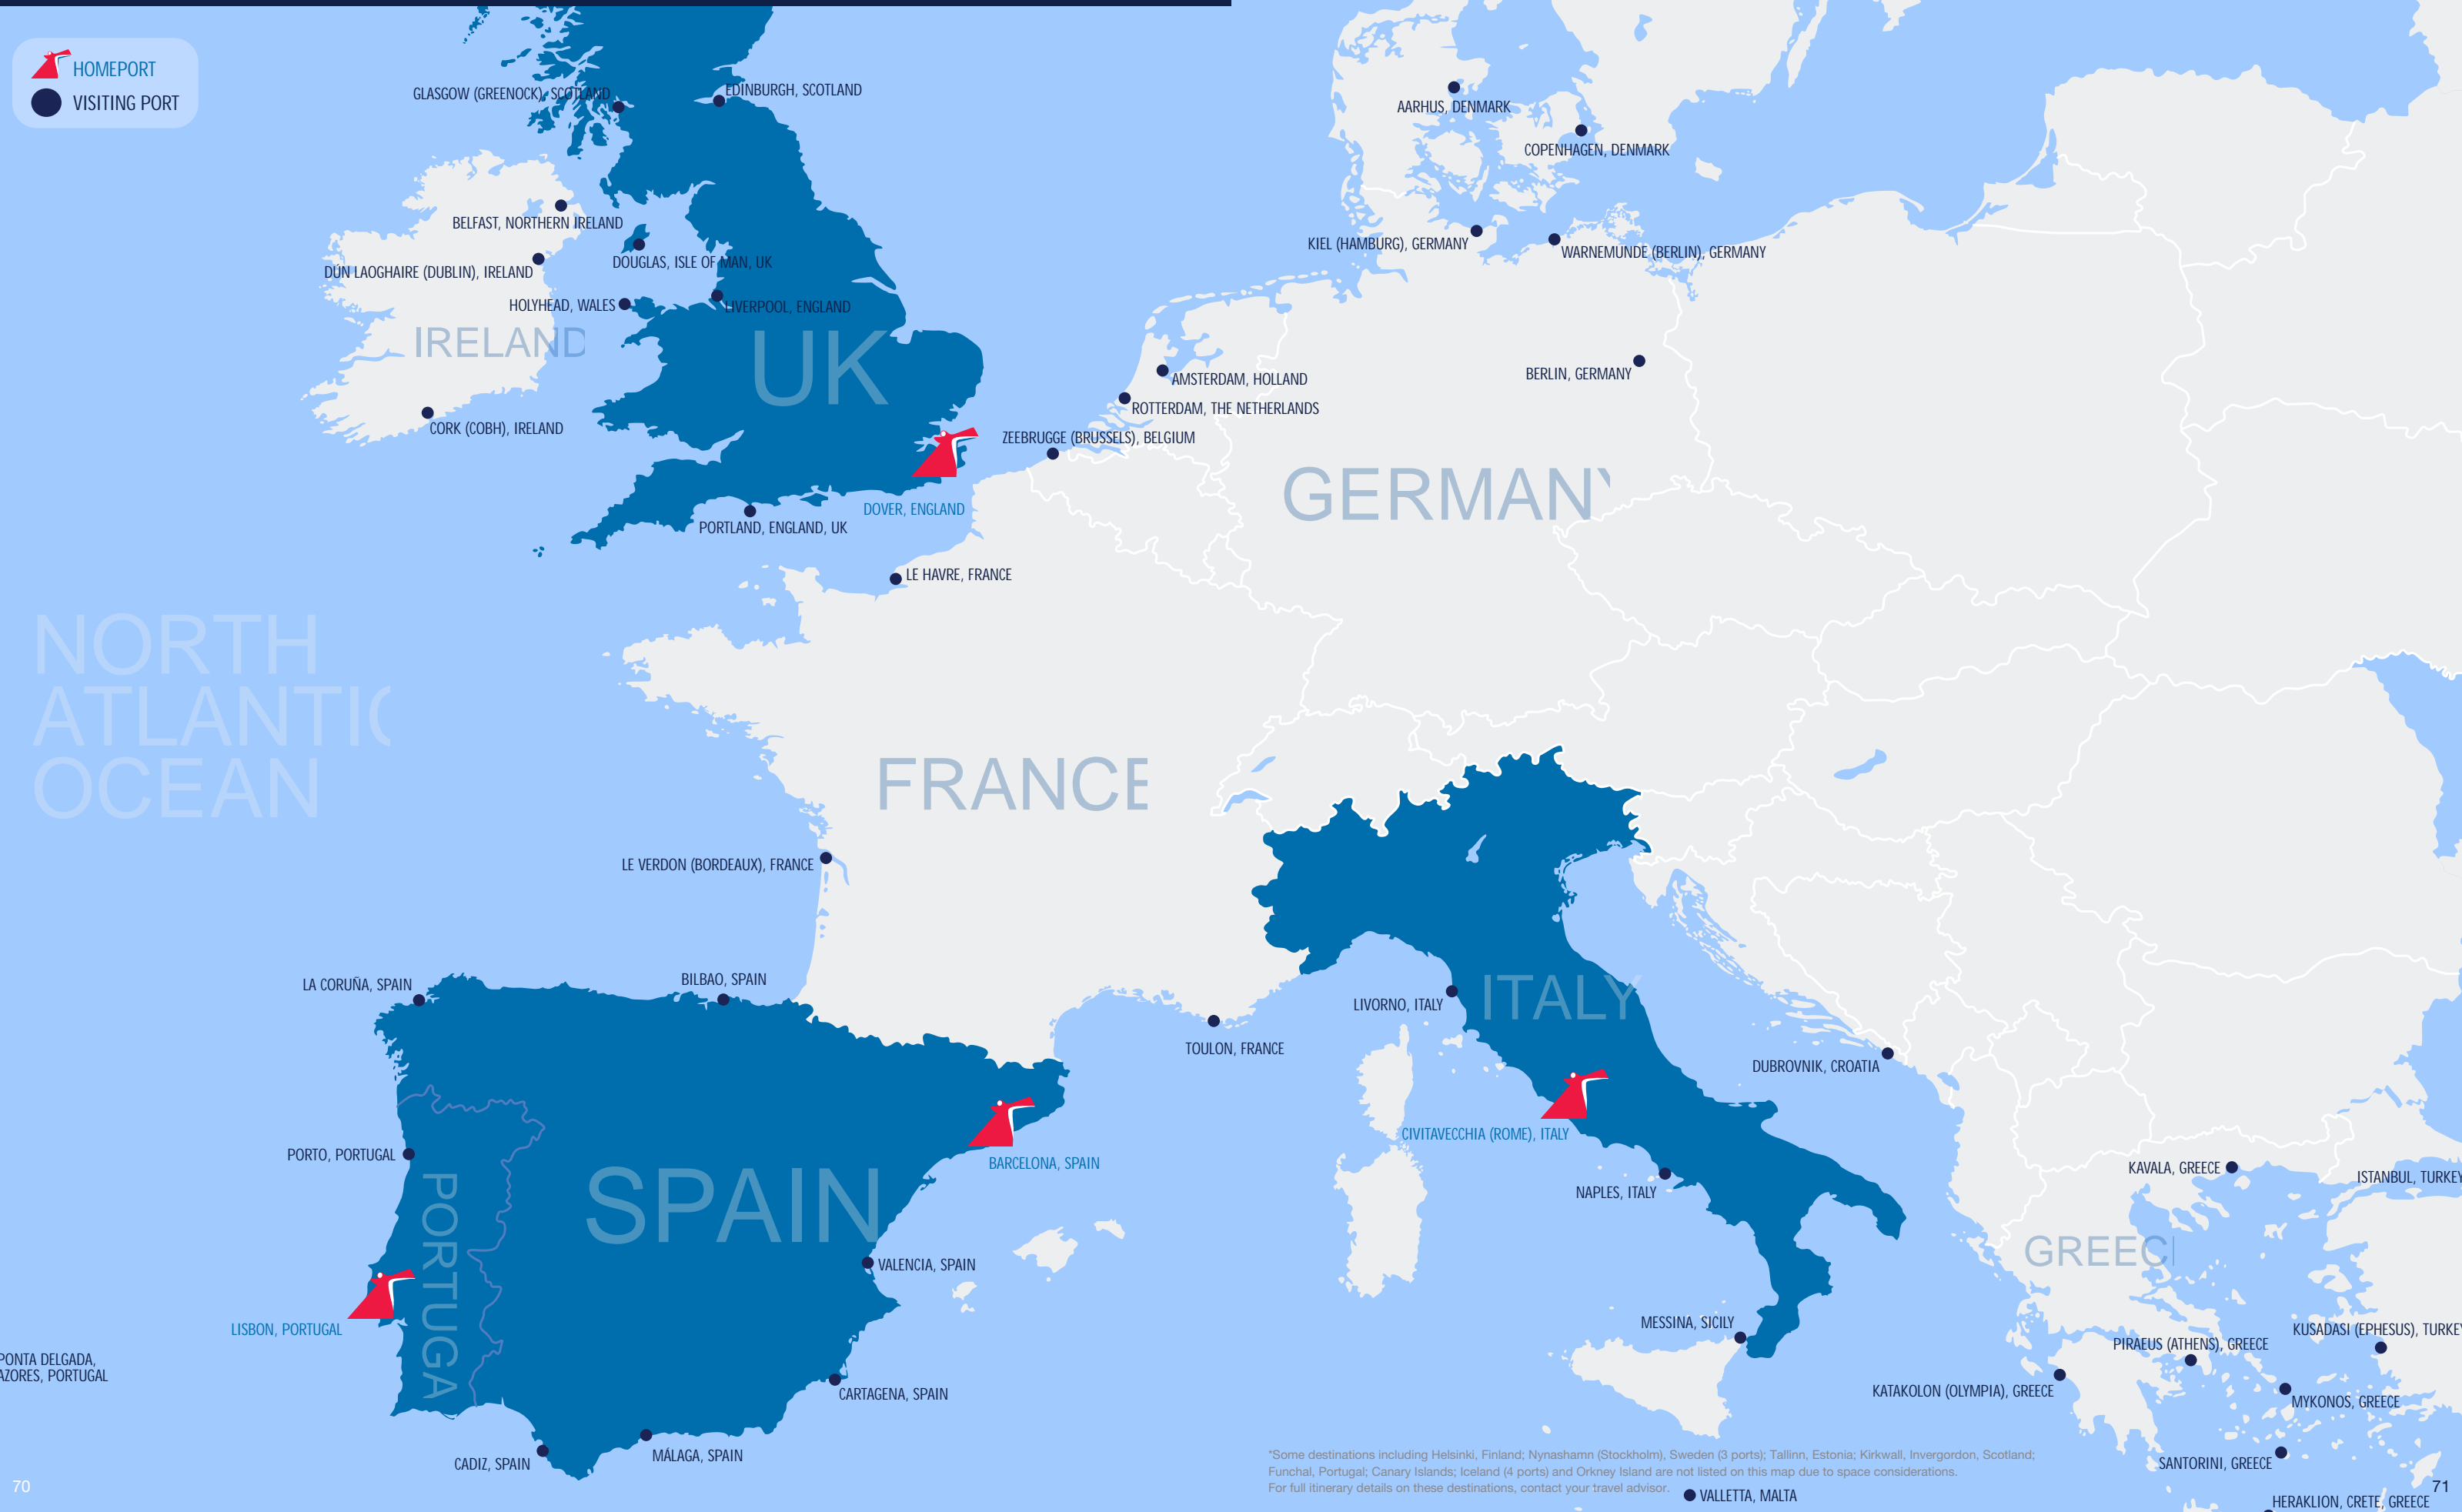 HOMEPORT
VISITING PORT
GLASGOW (GREENOCK), SCOTLAND
EDINBURGH, SCOTLAND
AARHUS, DENMARK
COPENHAGEN, DENMARK
BELFAST, NORTHERN IRELAND
DOUGLAS, ISLE OF MAN, UK
KIEL (HAMBURG), GERMANY
WARNEMUNDE (BERLIN), GERMANY
DÚN LAOGHAIRE (DUBLIN), IRELAND
HOLYHEAD, WALES
LIVERPOOL, ENGLAND
IRELAND
UK
AMSTERDAM, HOLLAND
BERLIN, GERMANY
ROTTERDAM, THE NETHERLANDS
CORK (COBH), IRELAND
ZEEBRUGGE (BRUSSELS), BELGIUM
GERMANY
DOVER, ENGLAND
PORTLAND, ENGLAND, UK
LE HAVRE, FRANCE
NORTH
ATLANTIC
OCEAN
FRANCE
LE VERDON (BORDEAUX), FRANCE
LA CORUÑA, SPAIN
BILBAO, SPAIN
LIVORNO, ITALY
ITALY
TOULON, FRANCE
DUBROVNIK, CROATIA
CIVITAVECCHIA (ROME), ITALY
PORTO, PORTUGAL
BARCELONA, SPAIN
KAVALA, GREECE
ISTANBUL, TURKEY
NAPLES, ITALY
SPAIN
PORTUGA
GREEC
VALENCIA, SPAIN
LISBON, PORTUGAL
MESSINA, SICILY
KUSADASI (EPHESUS), TURKEY
PIRAEUS (ATHENS), GREECE
PONTA DELGADA,
AZORES, PORTUGAL
CARTAGENA, SPAIN
KATAKOLON (OLYMPIA), GREECE
MYKONOS, GREECE
MÁLAGA, SPAIN
CADIZ, SPAIN
SANTORINI, GREECE
*Some destinations including Helsinki, Finland; Nynashamn (Stockholm), Sweden (3 ports); Tallinn, Estonia; Kirkwall, Invergordon, Scotland;
Funchal, Portugal; Canary Islands; Iceland (4 ports) and Orkney Island are not listed on this map due to space considerations.
For full itinerary details on these destinations, contact your travel advisor.
VALLETTA, MALTA
HERAKLION, CRETE, GREECE
70
71